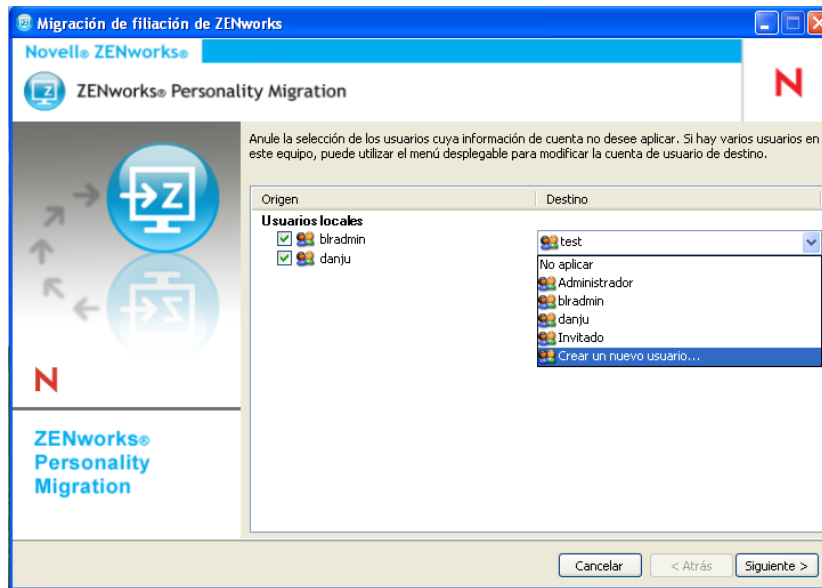 Migración de filiación de ZENworks
Novell® ZENworks®
ZENworks® Personality Migration
N
Anule la selección de los usuarios cuya información de cuenta no desee aplicar. Si hay varios usuarios en
este equipo, puede utilizar el menú desplegable para modificar la cuenta de usuario de destino.
Origen Destino
Usuarios locales
blradmin test
danju
No aplicar
Administrador
blradmin
danju
Invitado
Crear un nuevo usuario...
Z
N
ZENworks®
Personality
Migration
Cancelar < Atrás Siguiente >